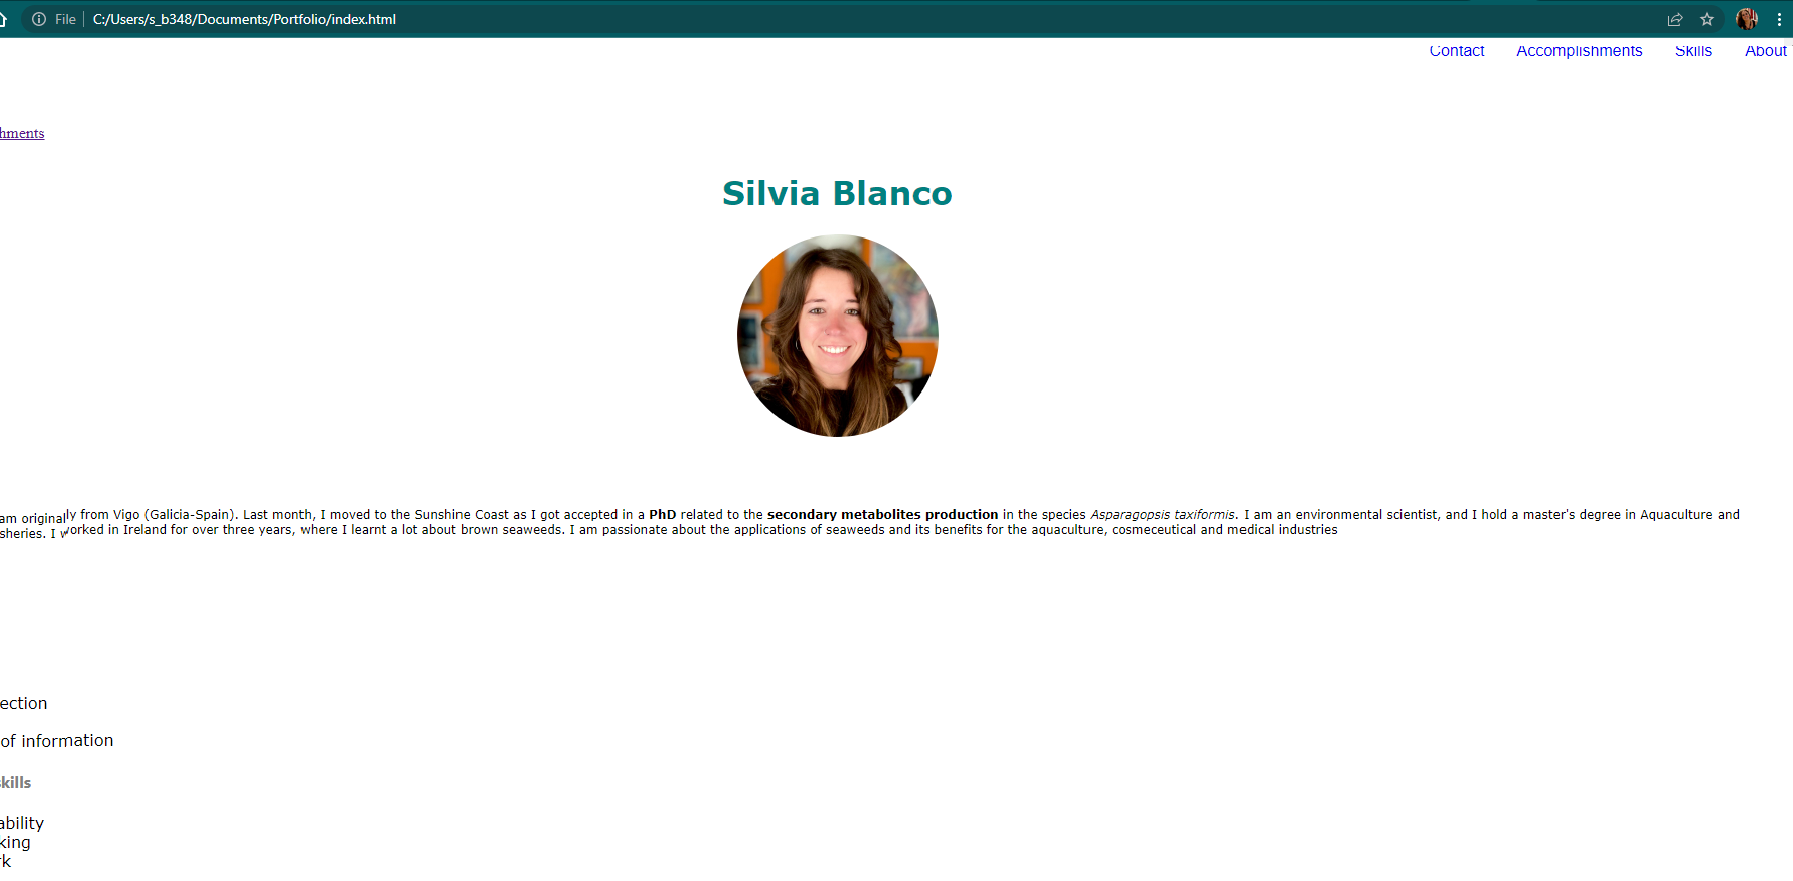 File C:/Users/s_b348/Documents/Portfolio/index.html
Contact Accomplishments Skills About
hments
Silvia Blanco
am originally from Vigo (Galicia-Spain). Last month, I moved to the Sunshine Coast as I got accepted in a PhD related to the secondary metabolites production in the species Asparagopsis taxiformis. I am an environmental scientist, and I hold a master's degree in Aquaculture and
sheries. I worked in Ireland for over three years, where I learnt a lot about brown seaweeds. I am passionate about the applications of seaweeds and its benefits for the aquaculture, cosmeceutical and medical industries
ection
of information
skills
ability
king
rk